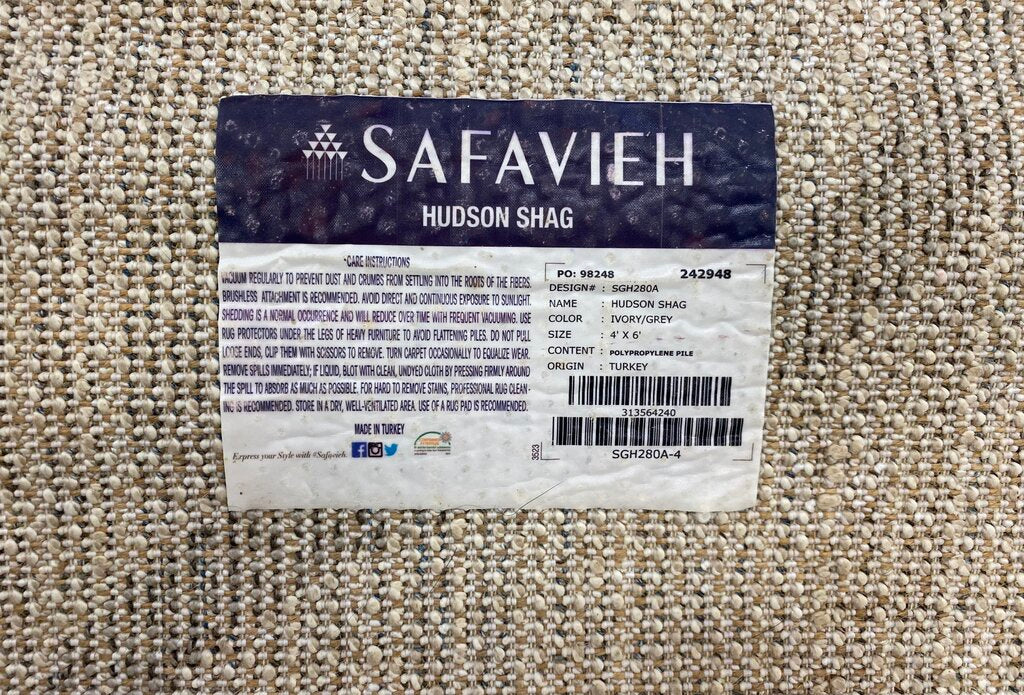 SAFAVIEH
HUDSON SHAG
-CARE INSTRUCTIONS
VACUUM REGULARLY TO PREVENT DUST AND CRUMBS FROM SETTLING INTO THE ROOTS OF THE FIBERS.
BRUSHLESS ATTACHMENT IS RECOMMENDED. AVOID DIRECT AND CONTINUOUS EXPOSURE TO SUNLIGHT.
SHEDDING IS A NORMAL OCCURRENCE AND WILL REDUCE OVER TIME WITH FREQUENT VACUUMING. USE
RUG PROTECTORS UNDER THE LEGS OF HEAVY FURNITURE TO AVOID FLATTENING PILES. DO NOT PULL
LOOSE ENDS, CLIP THEM WITH SCISSORS TO REMOVE. TURN CARPET OCCASIONALLY TO EQUALIZE WEAR.
REMOVE SPILLS IMMEDIATELY; IF LIQUID, BLOT WITH CLEAN, UNDYED CLOTH BY PRESSING FIRMLY AROUND
THE SPILL TO ABSORB AS MUCH AS POSSIBLE. FOR HARD TO REMOVE STAINS, PROFESSIONAL RUG CLEAN-
ING IS RECOMMENDED. STORE IN A DRY, WELL-VENTILATED AREA. USE OF A RUG PAD IS RECOMMENDED.
MADE IN TURKEY
Express your Style with #Safavieh.
PO: 98248 242948
DESIGN# : SGH280A
NAME : HUDSON SHAG
COLOR : IVORY/GREY
SIZE : 4' X 6'
CONTENT : POLYPROPYLENE PILE
ORIGIN : TURKEY
313564240
3523
SGH280A-4